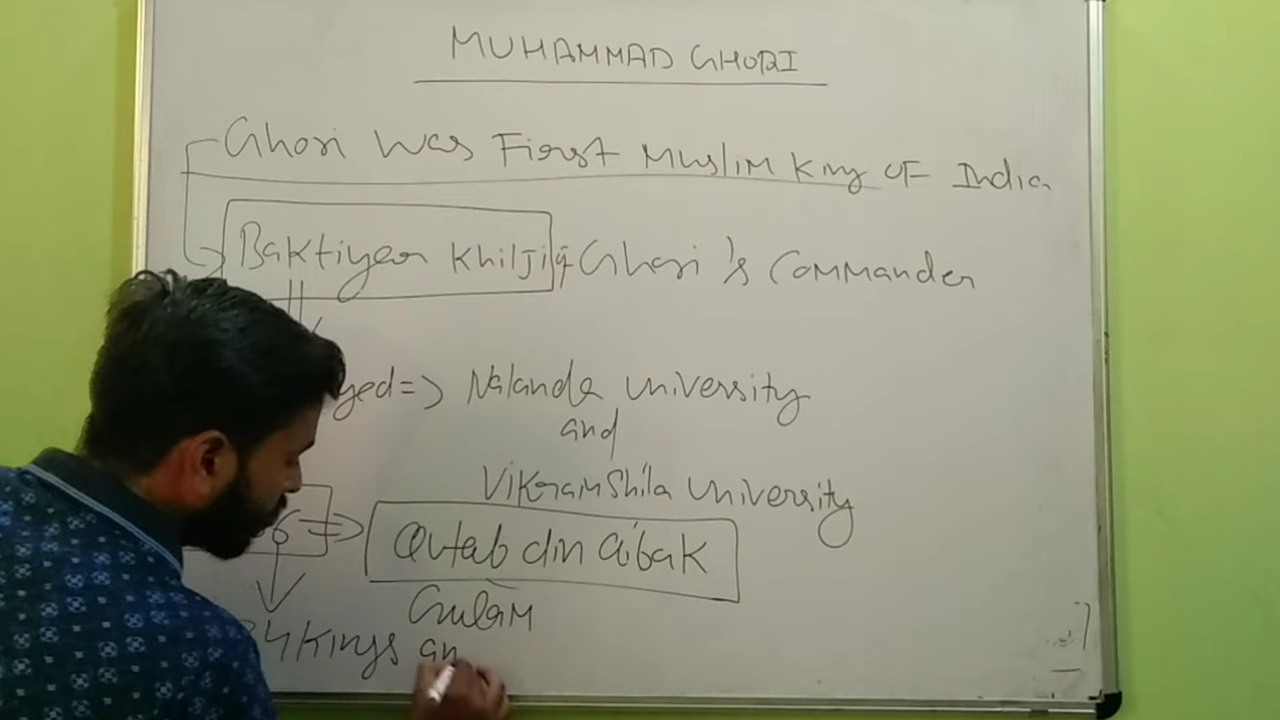 MUHAMMAD GHORI
Ghori Was First Muslim King OF India
Baktiyar Khilji Ghori's Commander
yed => Nalanda University
and
Vikramshila University
=> Qutab din aibak
Gulam
Kings an